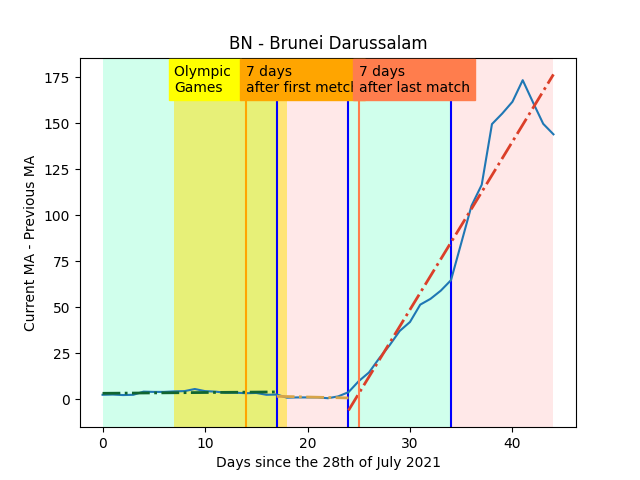 BN - Brunei Darussalam
Olympic
Games
7 days
after first metch
7 days
after last match
175
150
125
100
75
50
25
0
Current MA - Previous MA
0
10
20
30
40
Days since the 28th of July 2021